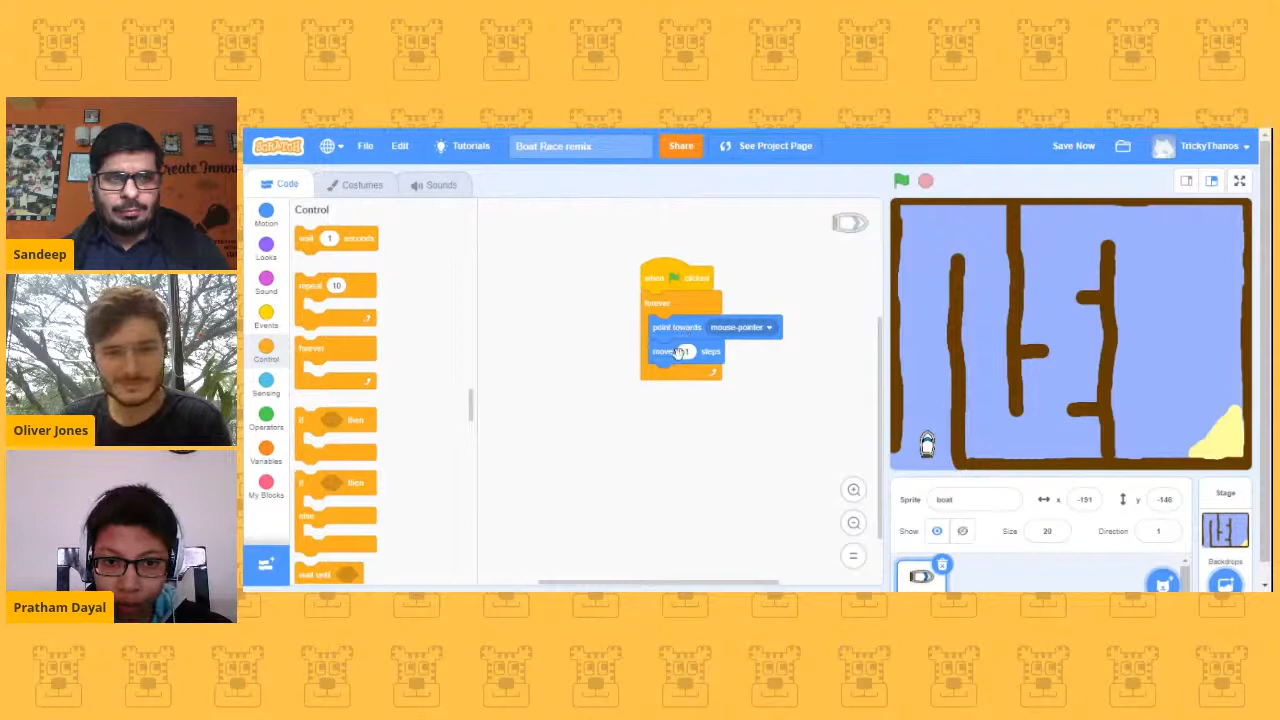 Sandeep
Oliver Jones
Pratham Dayal
SCRATCH
File
Edit
Tutorials
Boat Race remix
Share
See Project Page
Save Now
TrickyThanos
Code
Costumes
Sounds
Motion
Looks
Sound
Events
Control
Sensing
Operators
Variables
My Blocks
Control
wait 1 seconds
repeat 10
forever
if then
if then
else
wait until
when clicked
forever
point towards mouse-pointer
move steps
Sprite boat x -191 y -146
Show Size 20 Direction 1
Stage
Backdrops